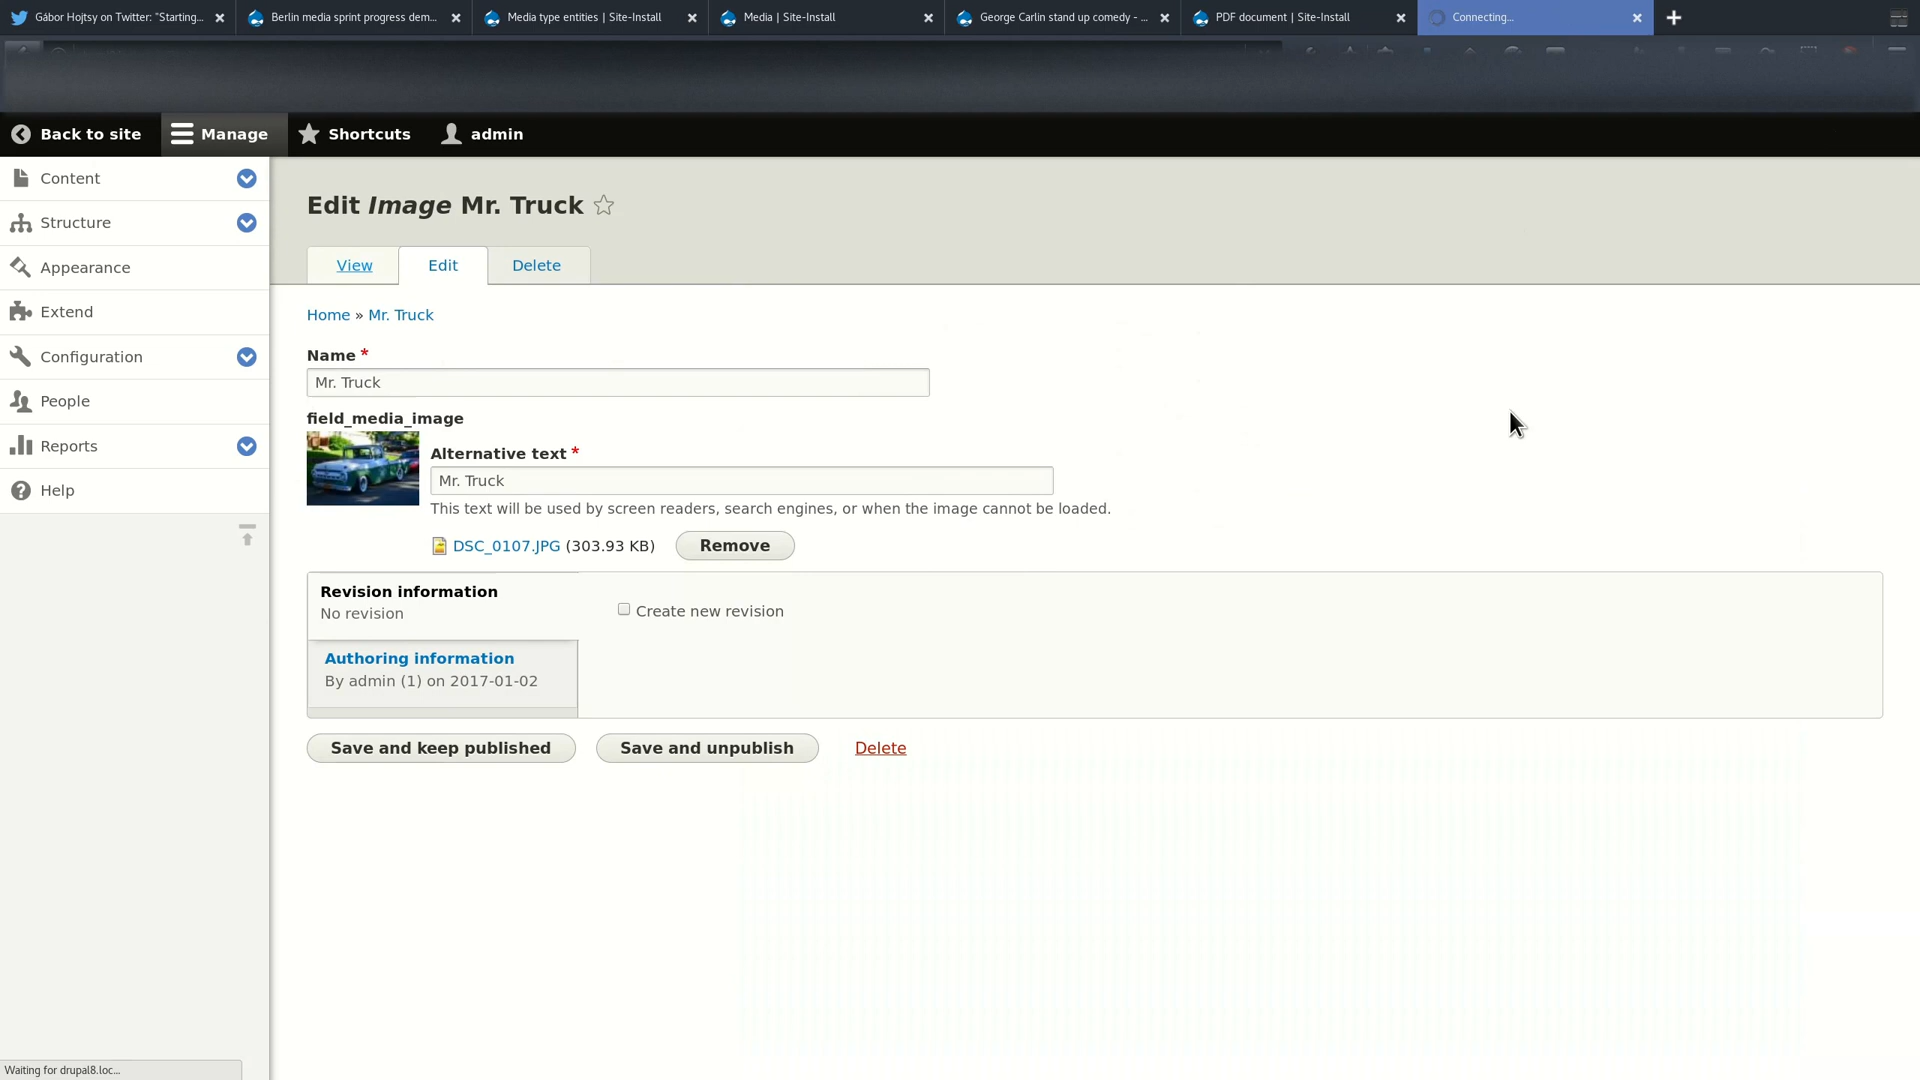 Gábor Hojtsy on Twitter: "Starting...
Berlin media sprint progress dem...
Media type entities | Site-Install
Media | Site-Install
George Carlin stand up comedy - ...
PDF document | Site-Install
Connecting...
Back to site
Manage
Shortcuts
admin
Content
Structure
Appearance
Extend
Configuration
People
Reports
Help
Edit Image Mr. Truck
View
Edit
Delete
Home » Mr. Truck
Name *
Mr. Truck
field_media_image
Alternative text *
Mr. Truck
This text will be used by screen readers, search engines, or when the image cannot be loaded.
DSC_0107.JPG (303.93 KB)
Remove
Revision information
No revision
Create new revision
Authoring information
By admin (1) on 2017-01-02
Save and keep published
Save and unpublish
Delete
Waiting for drupal8.loc...